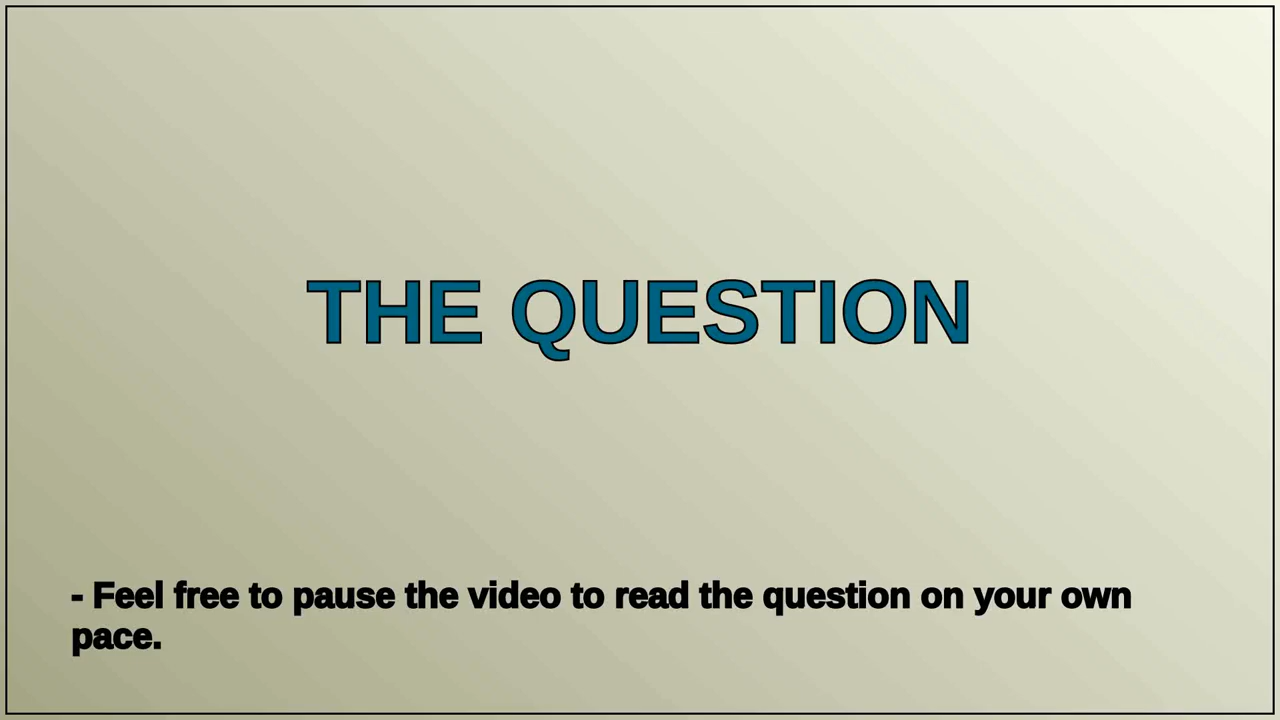 THE QUESTION
- Feel free to pause the video to read the question on your own
pace.